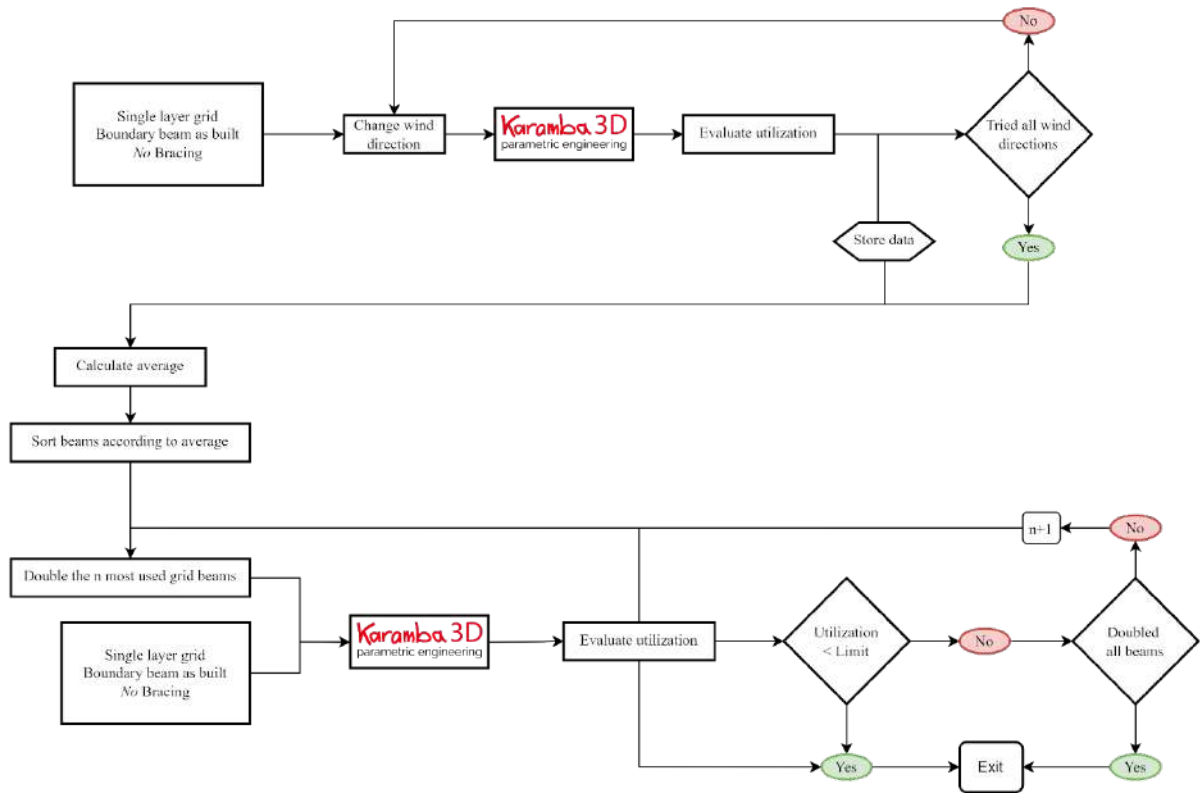 No
Single layer grid
Boundary beam as built
No Bracing
Change wind
direction
Karamba 3D
parametric engineering
Evaluate utilization
Tried all wind
directions
Store data
Yes
Calculate average
Sort beams according to average
n+1
No
Double the n most used grid beams
Single layer grid
Boundary beam as built
No Bracing
Karamba 3D
parametric engineering
Evaluate utilization
Utilization
< Limit
No
Doubled
all beams
Yes
Exit
Yes